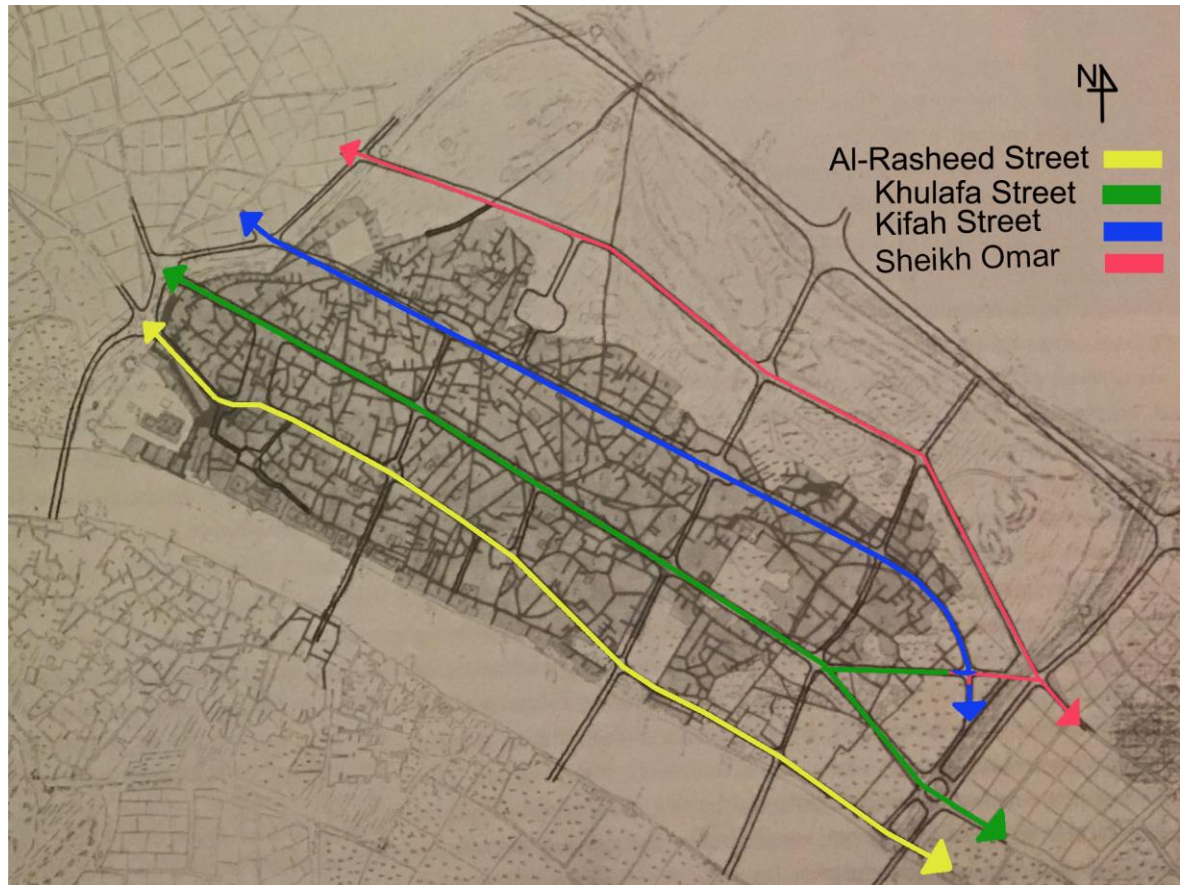 N
Al-Rasheed Street
Khulafa Street
Kifah Street
Sheikh Omar